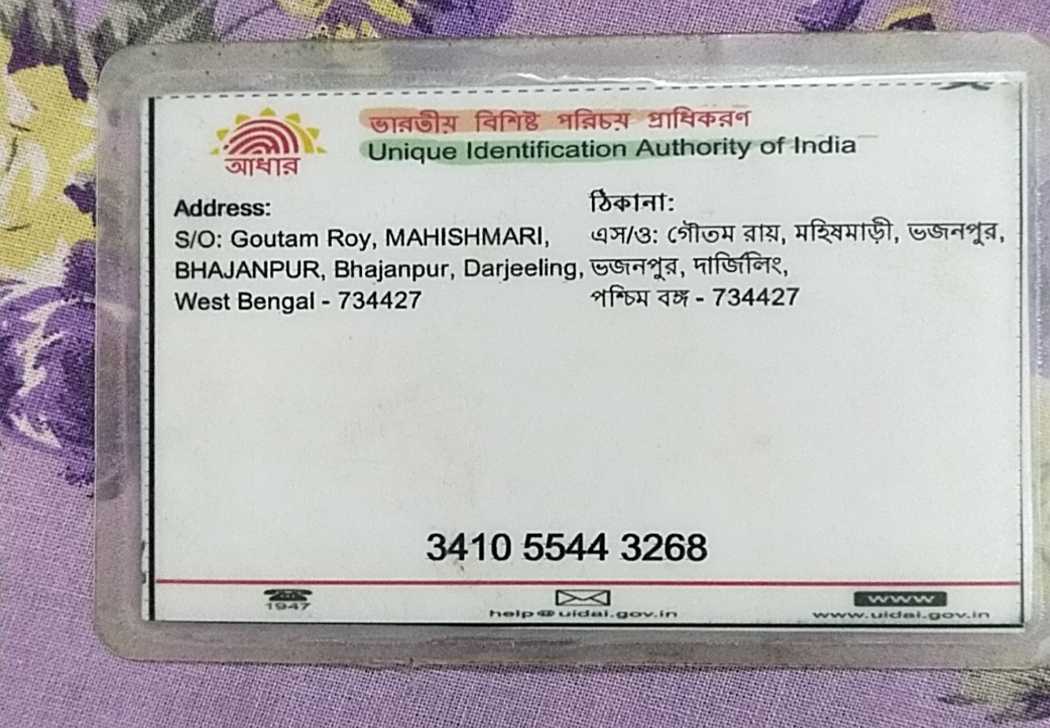 ভারতীয় বিশিষ্ট পরিচয় প্রাধিকরণ
Unique Identification Authority of India
আধার
Address:
S/O: Goutam Roy, MAHISHMARI,
BHAJANPUR, Bhajanpur, Darjeeling,
West Bengal - 734427
ঠিকানা:
এস/ও: গৌতম রায়, মহিষমাড়ী, ভজনপুর,
ভজনপুর, দার্জিলিং,
পশ্চিম বঙ্গ - 734427
3410 5544 3268
1947
help@uidai.gov.in
www
www.uidai.gov.in